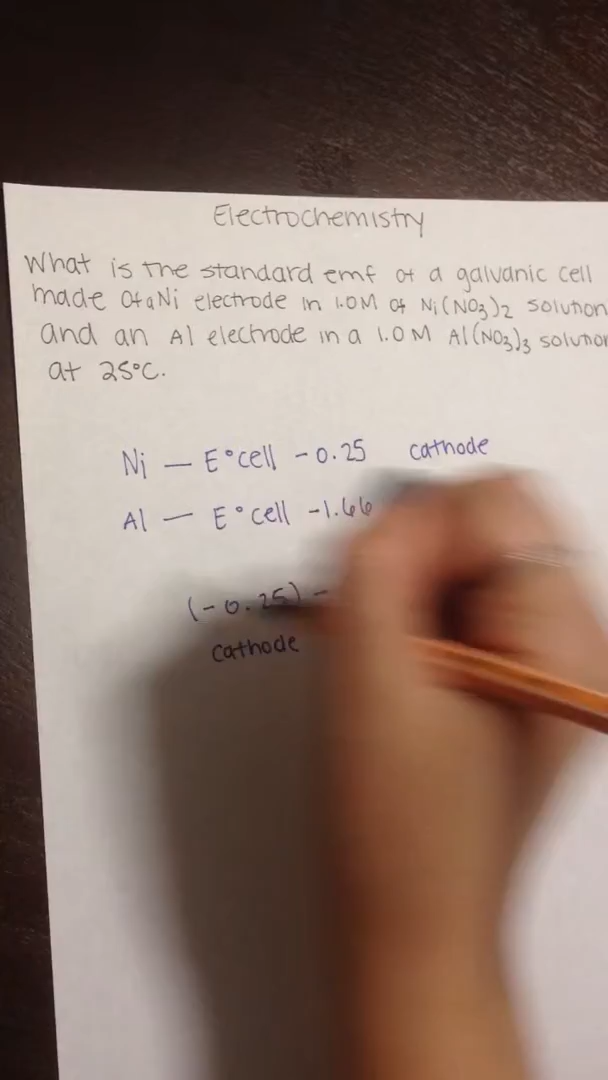 Electrochemistry
What is the standard emf of a galvanic cell
made of a Ni electrode in 1.0M of Ni(NO3)2 solution
and an Al electrode in a 1.0 M Al(NO3)3 solution
at 25°C.
Ni — E°cell -0.25 cathode
Al — E°cell -1.66
(-0.25) -
cathode